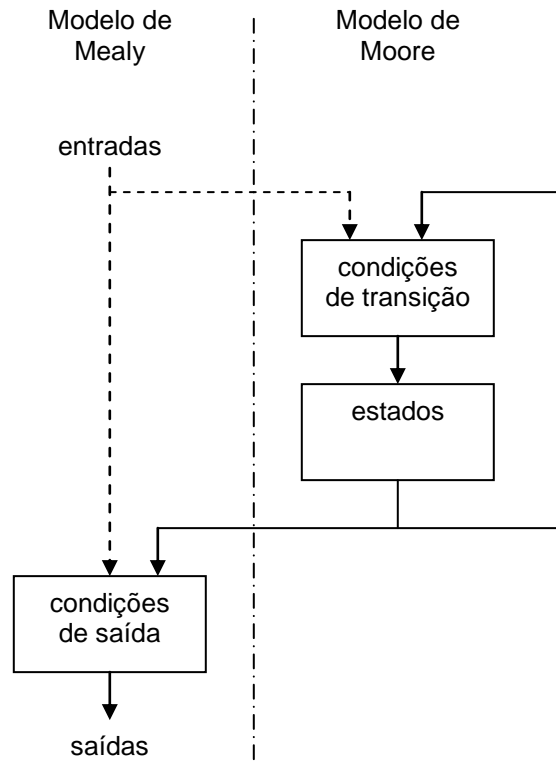 Modelo de
Mealy
Modelo de
Moore
entradas
condições
de transição
estados
condições
de saída
saídas